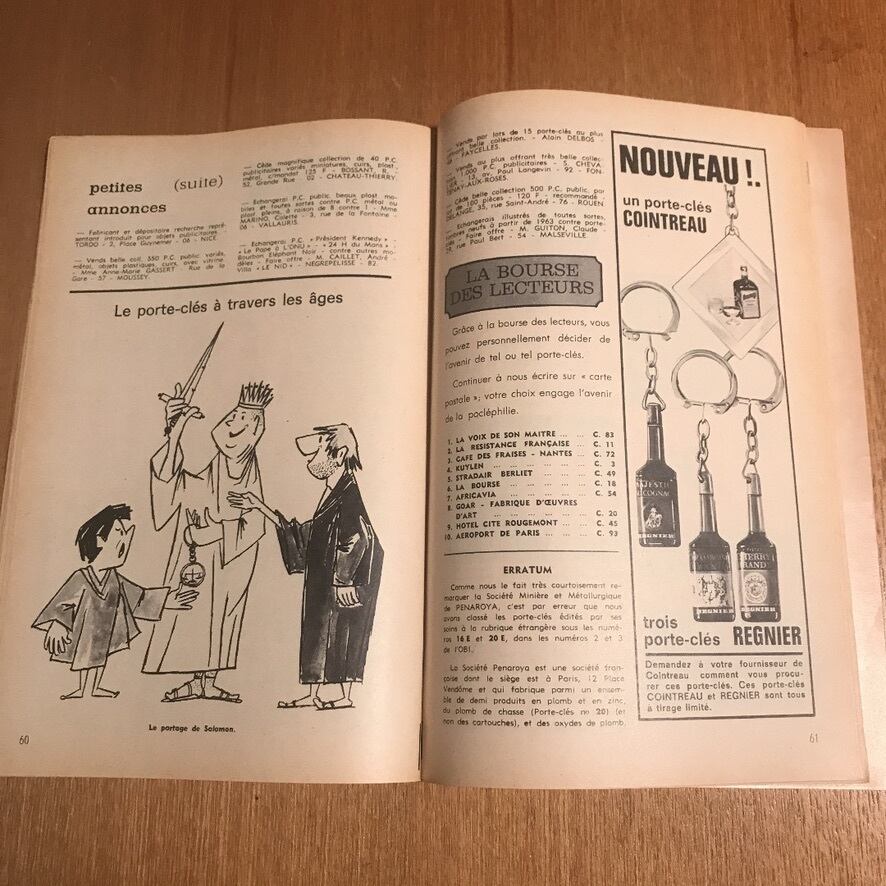 petites (suite)
annonces
— Fabricant et dépositaire recherche repré-
sentant introduit pour objets publicitaires -
TORDO - 2, Place Guynemer - 06 - NICE.
— Vends belle coll. 550 P.C. public. variés,
métal, objets plastiques, cuirs, avec vitrine.
- Mme Anne-Marie GASSERT - Rue de la
Gare - 57 - MOUSSEY.
— Cède magnifique collection de 40 P.C.
publicitaires variés miniatures, cuirs, plast.
métal, c/mandat 125 F - BOSSANT, R. -
52, Grande Rue - 02 - CHATEAU-THIERRY
— Echangerai P.C. public. beaux plast. mo-
biles et toutes sortes contre P.C. métal ou
plast pleins, à raison de 8 contre 1 - Mme
MARINO, Colette - 3, rue de la Fontaine -
06 - VALLAURIS.
— Echangerai P.C. « Président Kennedy » -
« Le Pape à L'ONU » - « 24 H du Mans » -
Bourbon Eléphant Noir - contre autres mo-
dèles - Faire offre - M. CAILLET, André -
Villa « LE NID » - NEGREPELISSE - 82.
Le porte-clés à travers les âges
Le partage de Salomon.
60
Vends par lots de 15 porte-clés au plus
offrant belle collection. - Alain DELBOS -
FAYCELLES.
Vends au plus offrant très belle collec-
1.000 P.C. publicitaires - S. CHEVA-
13, av. Paul Langevin - 92 - FON-
TENAY-AUX-ROSES.
Cède belle collection 500 P.C. public. par
100 pièces - 120 F - recommandé -
35, rue Saint-André - 76 - ROUEN
Echangerais illustrés de toutes sortes,
timbres neufs à partir de 1963 contre porte-
clés - Faire offre - M. GUITON, Claude -
rue Paul Bert - 54 - MALSEVILLE
LA BOURSE
DES LECTEURS
Grâce à la bourse des lecteurs, vous
pouvez personnellement décider de
l'avenir de tel ou tel porte-clés.
Continuer à nous écrire sur « carte
postale »; votre choix engage l'avenir
de la pocléphilie.
1. LA VOIX DE SON MAITRE ... ... C. 83
2. LA RESISTANCE FRANÇAISE ... C. 11
3. CAFE DES FRAISES - NANTES ... C. 72
4. KUYLEN ... ... ... ... ... ... C. 3
5. STRADAIR BERLIET ... ... ... C. 49
6. LA BOURSE ... ... ... ... ... C. 18
7. AFRICAVIA ... ... ... ... ... C. 54
8. GOAR - FABRIQUE D'ŒUVRES
D'ART ... ... ... ... ... ... C. 20
9. HOTEL CITE ROUGEMONT ... ... C. 45
10. AEROPORT DE PARIS ... ... ... C. 93
ERRATUM
Comme nous le fait très courtoisement re-
marquer la Société Minière et Métallurgique
de PENAROYA, c'est par erreur que nous
avons classé les porte-clés édités par ses
soins à la rubrique étrangère sous les numé-
ros 16 E et 20 E, dans les numéros 2 et 3
de l'OBI.
La Société Penaroya est une société fran-
çaise dont le siège est à Paris, 12 Place
Vendôme et qui fabrique parmi un ensem-
ble de demi produits en plomb et en zinc,
du plomb de chasse (Porte-clés no 20) (et
non des cartouches), et des oxydes de plomb.
NOUVEAU !.
un porte-clés
COINTREAU
MAJESTIC
COGNAC
REGNIER
REGNIER
CHERRY
BRANDY
REGNIER
trois
porte-clés REGNIER
Demandez à votre fournisseur de
Cointreau comment vous procu-
rer ces porte-clés. Ces porte-clés
COINTREAU et REGNIER sont tous
à tirage limité.
61